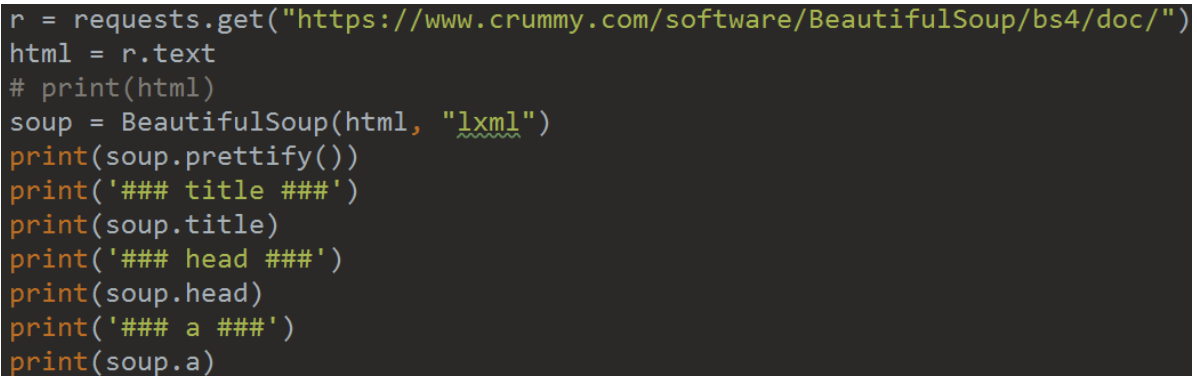 r = requests.get("https://www.crummy.com/software/BeautifulSoup/bs4/doc/")
html = r.text
# print(html)
soup = BeautifulSoup(html, "lxml")
print(soup.prettify())
print('### title ###')
print(soup.title)
print('### head ###')
print(soup.head)
print('### a ###')
print(soup.a)